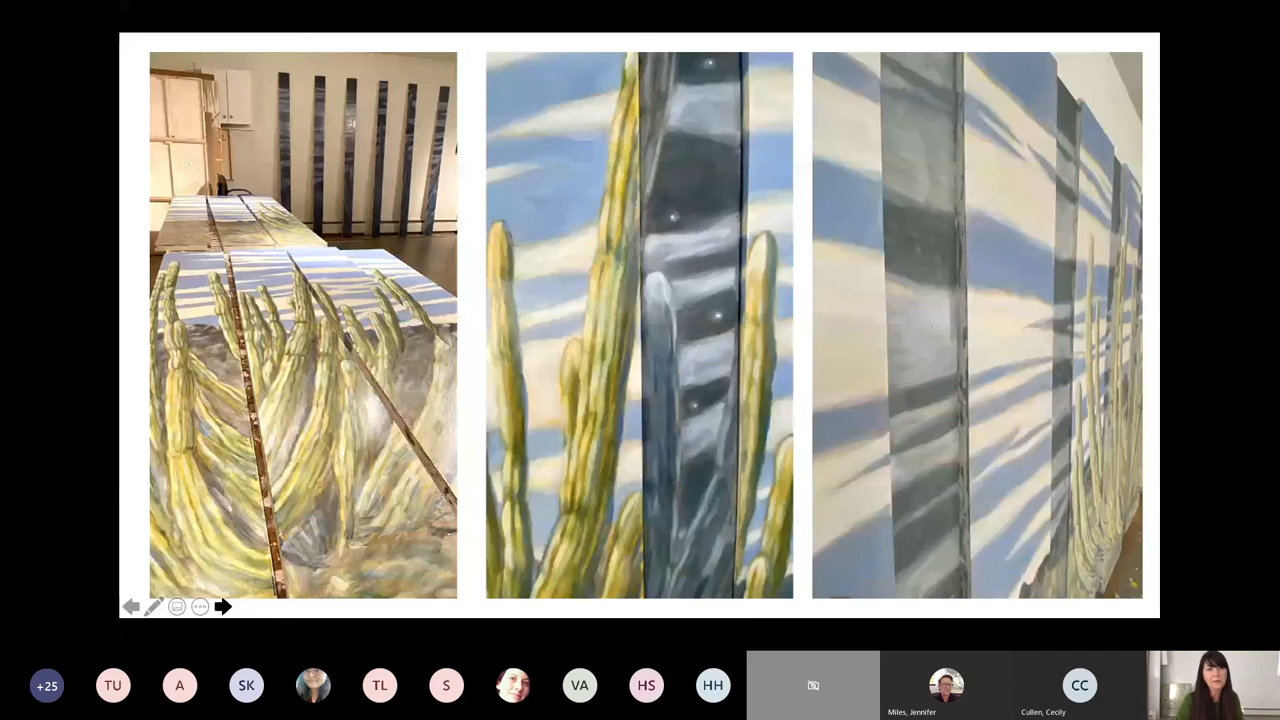 +25
TU
A
SK
TL
S
VA
HS
HH
Miles, Jennifer
CC
Cullen, Cecily